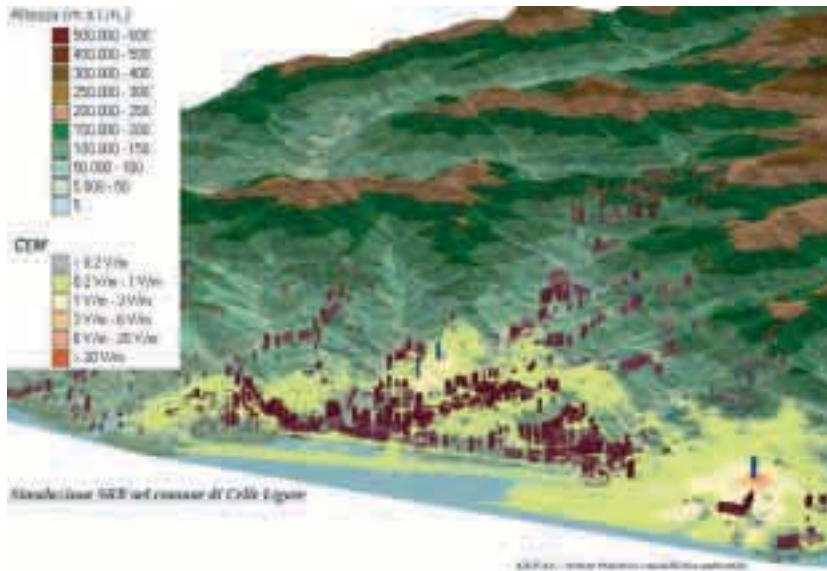 Altezza (m s.l.m.)
500.000 - 600
400.000 - 500
300.000 - 400
250.000 - 300
200.000 - 250
150.000 - 200
100.000 - 150
50.000 - 100
5.000 - 50
5
CEM
< 0.2 V/m
0.2 V/m - 1 V/m
1 V/m - 3 V/m
3 V/m - 6 V/m
6 V/m - 20 V/m
> 20 V/m
Simulazione SRB nel comune di Celle Ligure